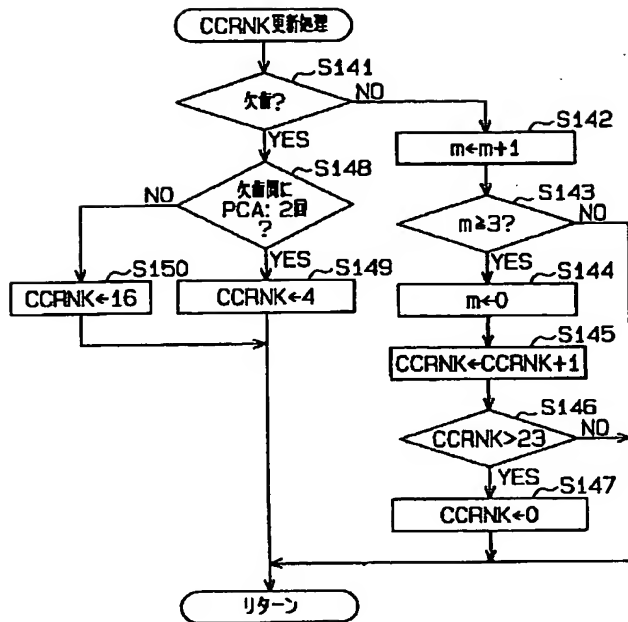 CCRNK更新処理
S141
欠歯?
NO
YES
S142
m←m+1
S148
欠歯間に
PCA: 2回
?
NO
YES
S143
m≧3?
NO
YES
S150
CCRNK←16
S149
CCRNK←4
S144
m←0
S145
CCRNK←CCRNK+1
S146
CCRNK>23
NO
YES
S147
CCRNK←0
リターン